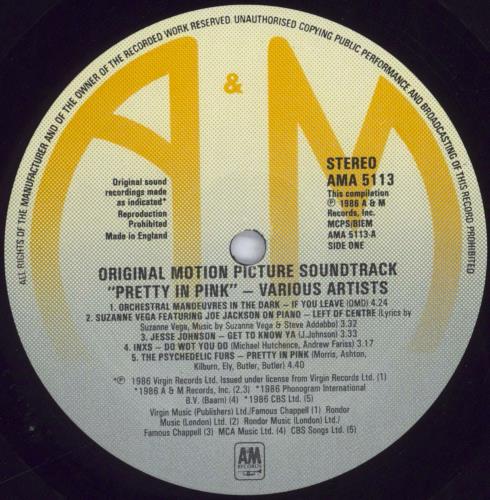 ALL RIGHTS OF THE MANUFACTURER AND OF THE OWNER OF THE RECORDED WORK RESERVED. UNAUTHORISED COPYING PUBLIC PERFORMANCE AND BROADCASTING OF THIS RECORD PROHIBITED
A & M
Original sound
recordings made
as indicated*
Reproduction
Prohibited
Made in England
STEREO
AMA 5113
This compilation
℗ 1986 A & M
Records, Inc.
MCPS/BIEM
AMA 5113-A
SIDE ONE
ORIGINAL MOTION PICTURE SOUNDTRACK
"PRETTY IN PINK" – VARIOUS ARTISTS
1. ORCHESTRAL MANOEUVRES IN THE DARK – IF YOU LEAVE (OMD) 4.24
2. SUZANNE VEGA FEATURING JOE JACKSON ON PIANO – LEFT OF CENTRE (Lyrics by
Suzanne Vega, Music by Suzanne Vega & Steve Addabbo) 3.32
3. JESSE JOHNSON – GET TO KNOW YA (J.Johnson) 3.33
4. INXS – DO WOT YOU DO (Michael Hutchence, Andrew Fariss) 3.17
5. THE PSYCHEDELIC FURS – PRETTY IN PINK (Morris, Ashton,
Kilburn, Ely, Butler, Butler) 4.40
*℗ 1986 Virgin Records Ltd. Issued under license from Virgin Records Ltd. (1)
*1986 A & M Records, Inc. (2,3) *1986 Phonogram International
B.V. (Baarn) (4) *1986 CBS (5)
Virgin Music (Publishers) Ltd./Famous Chappell (1) Rondor
Music (London) Ltd. (2) Rondor Music (London) Ltd./
Famous Chappell (3) MCA Music Ltd. (4) CBS Songs Ltd. (5)
A&M
RECORDS